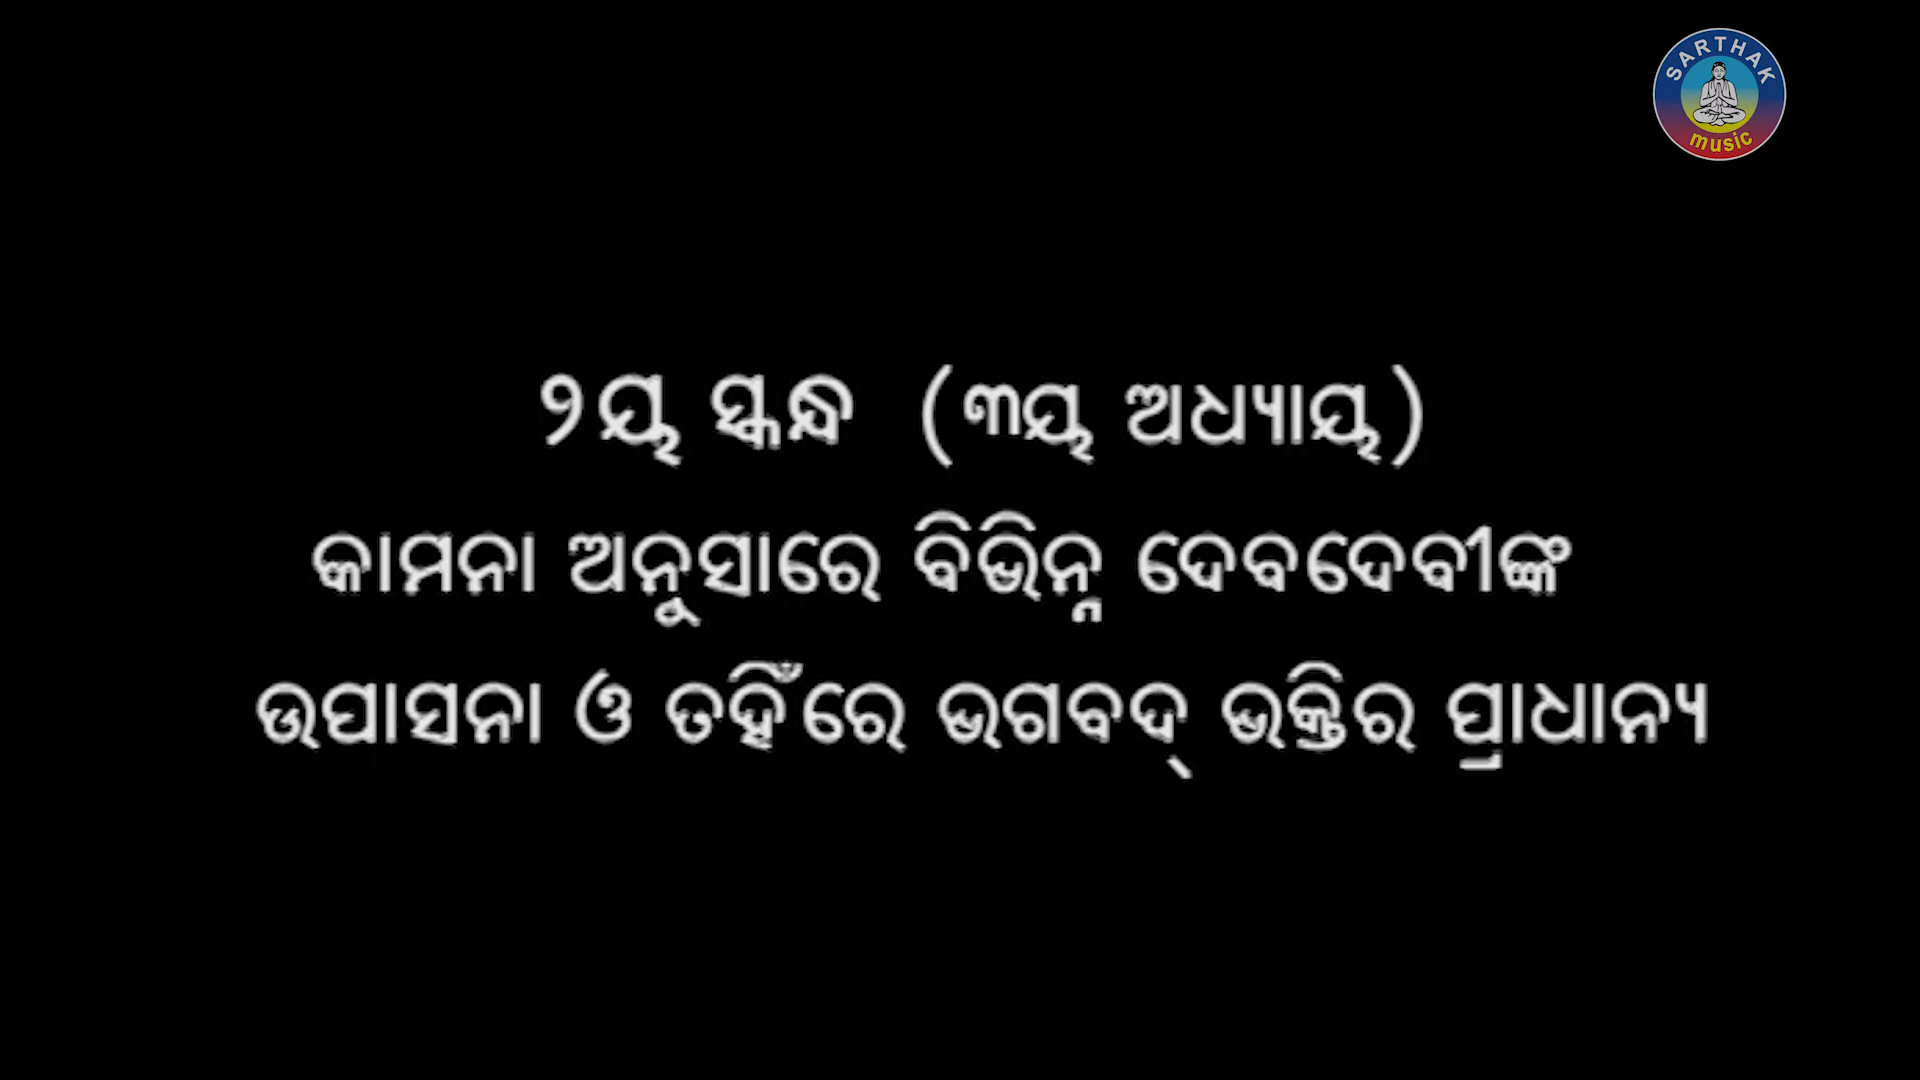 SARTHAK
music
୨ୟ ସ୍କନ୍ଧ (୩ୟ ଅଧ୍ୟାୟ)
କାମନା ଅନୁସାରେ ବିଭିନ୍ନ ଦେବଦେବୀଙ୍କ
ଉପାସନା ଓ ତହିଁରେ ଭଗବଦ୍ ଭକ୍ତିର ପ୍ରାଧାନ୍ୟ